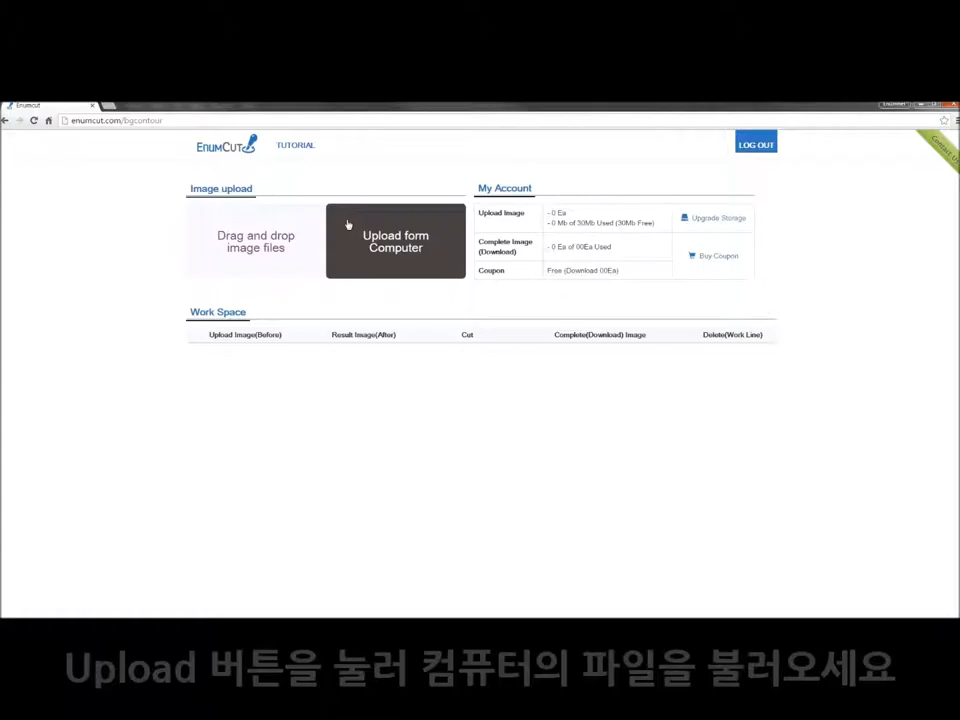 Enumcut
enumcut.com/bgcontour
ENUMCUT
TUTORIAL
LOG OUT
Contact Us
Image upload
Drag and drop
image files
Upload form
Computer
My Account
Upload Image
- 0 Ea
- 0 Mb of 30Mb Used (30Mb Free)
Upgrade Storage
Complete Image
(Download)
- 0 Ea of 00Ea Used
Buy Coupon
Coupon
Free (Download 00Ea)
Work Space
Upload Image(Before) Result Image(After) Cut Complete(Download) Image Delete(Work Line)
Upload 버튼을 눌러 컴퓨터의 파일을 불러오세요